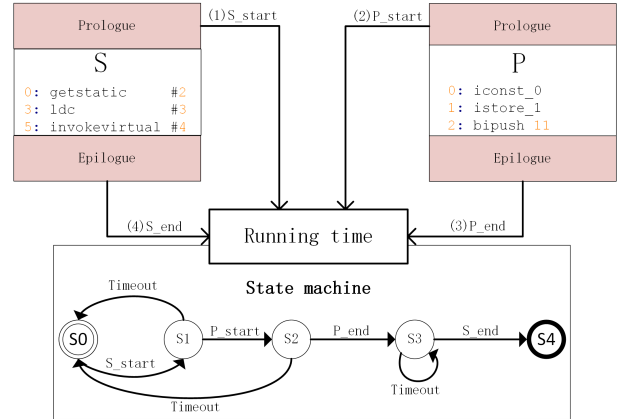 Prologue
S
0: getstatic #2
3: ldc #3
5: invokevirtual #4
Epilogue
(1)S_start
(2)P_start
Prologue
P
0: iconst_0
1: istore_1
2: bipush 11
Epilogue
(4)S_end
(3)P_end
Running time
State machine
Timeout
S0
S1
P_start
S2
P_end
S3
S_end
S4
S_start
Timeout
Timeout